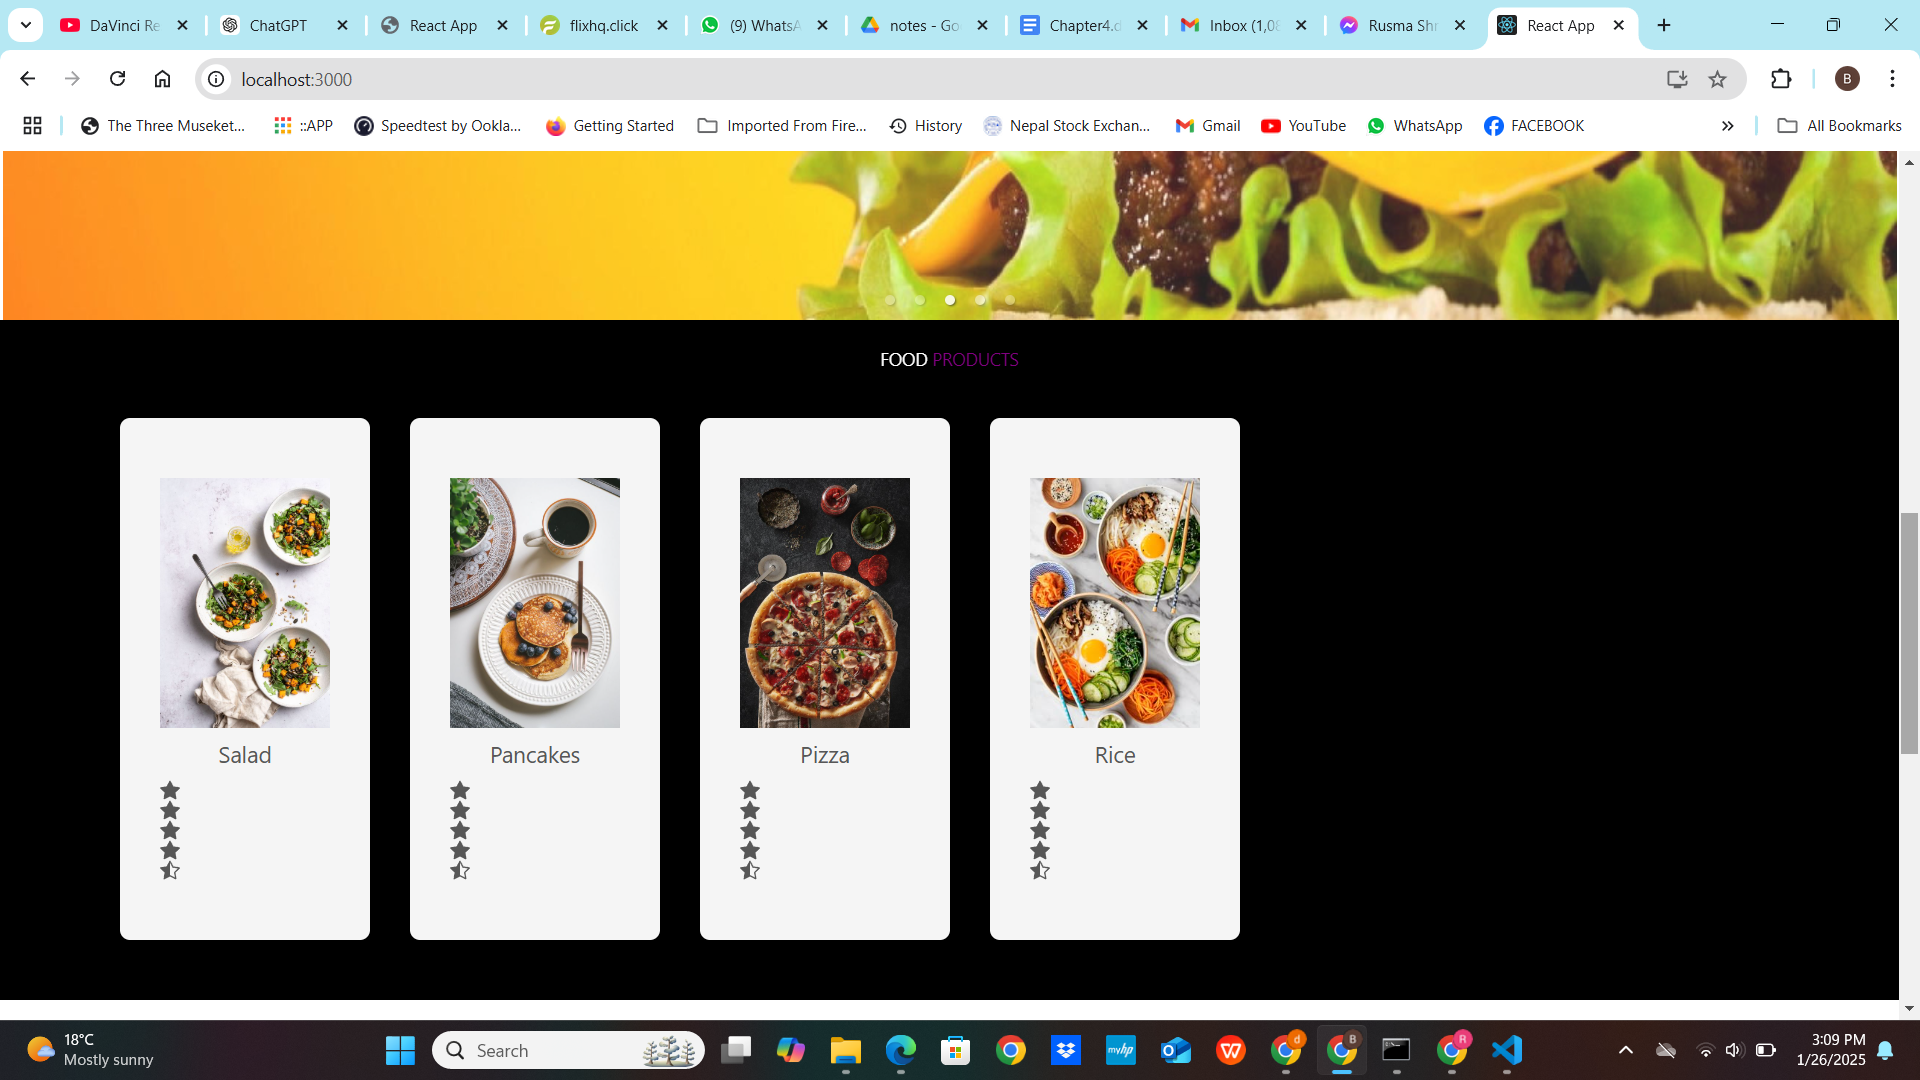 DaVinci Re
ChatGPT
React App
flixhq.click
(9) WhatsA
notes - Go
Chapter4.d
Inbox (1,08
Rusma Shr
React App
localhost:3000
B
The Three Museket...
::APP
Speedtest by Ookla...
Getting Started
Imported From Fire...
History
Nepal Stock Exchan...
Gmail
YouTube
WhatsApp
FACEBOOK
All Bookmarks
FOOD PRODUCTS
Salad
Pancakes
Pizza
Rice
18°C
Mostly sunny
Search
myhp
d
B
R
3:09 PM
1/26/2025